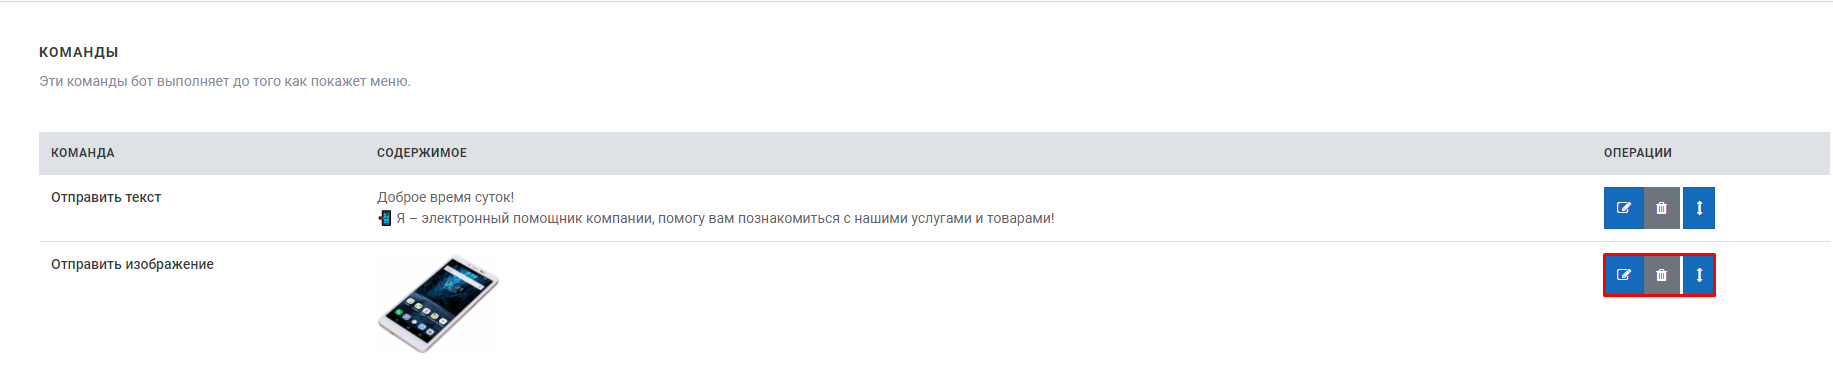 КОМАНДЫ
Эти команды бот выполняет до того как покажет меню.
КОМАНДА СОДЕРЖИМОЕ ОПЕРАЦИИ
Отправить текст Доброе время суток!
📲 Я – электронный помощник компании, помогу вам познакомиться с нашими услугами и товарами!
Отправить изображение